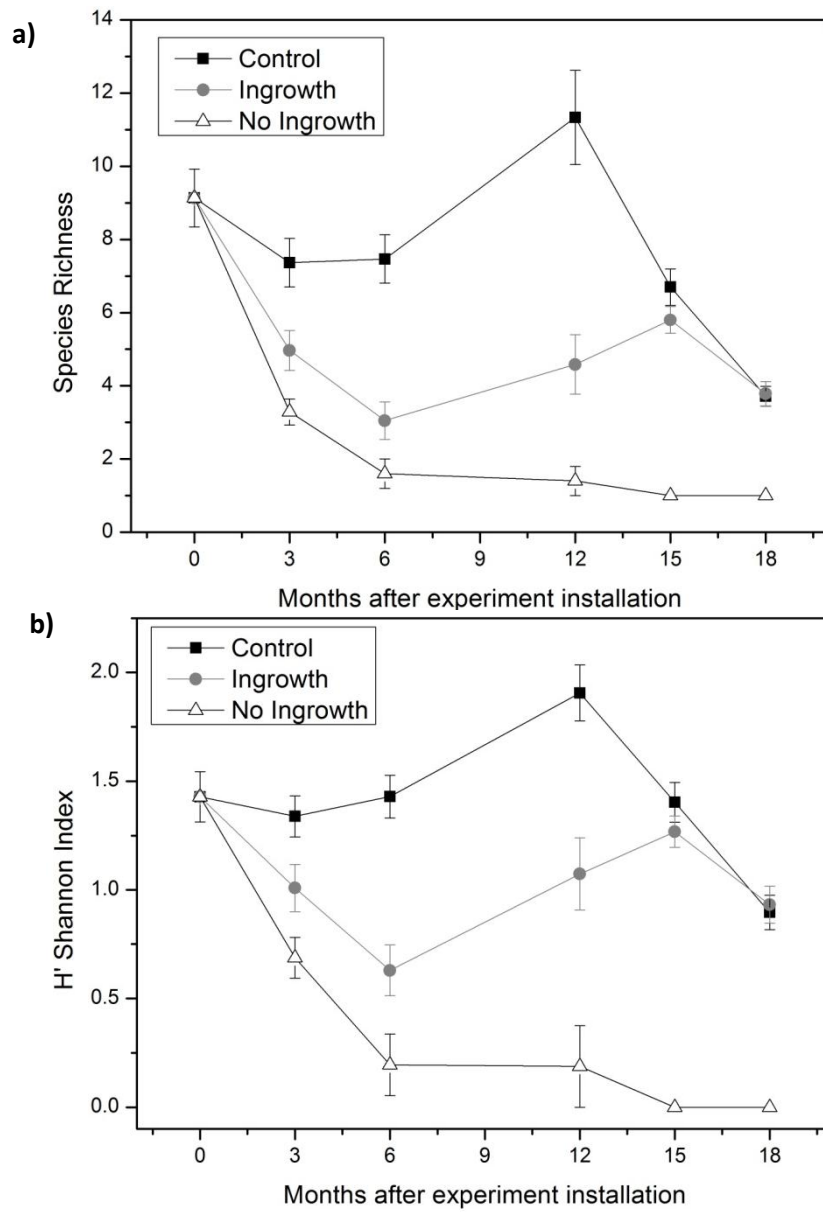 a)
14
12
10
8
6
4
2
0
Species Richness
Control
Ingrowth
No Ingrowth
0 3 6 9 12 15 18
Months after experiment installation
b)
2.0
1.5
1.0
0.5
0.0
H' Shannon Index
Control
Ingrowth
No Ingrowth
0 3 6 9 12 15 18
Months after experiment installation